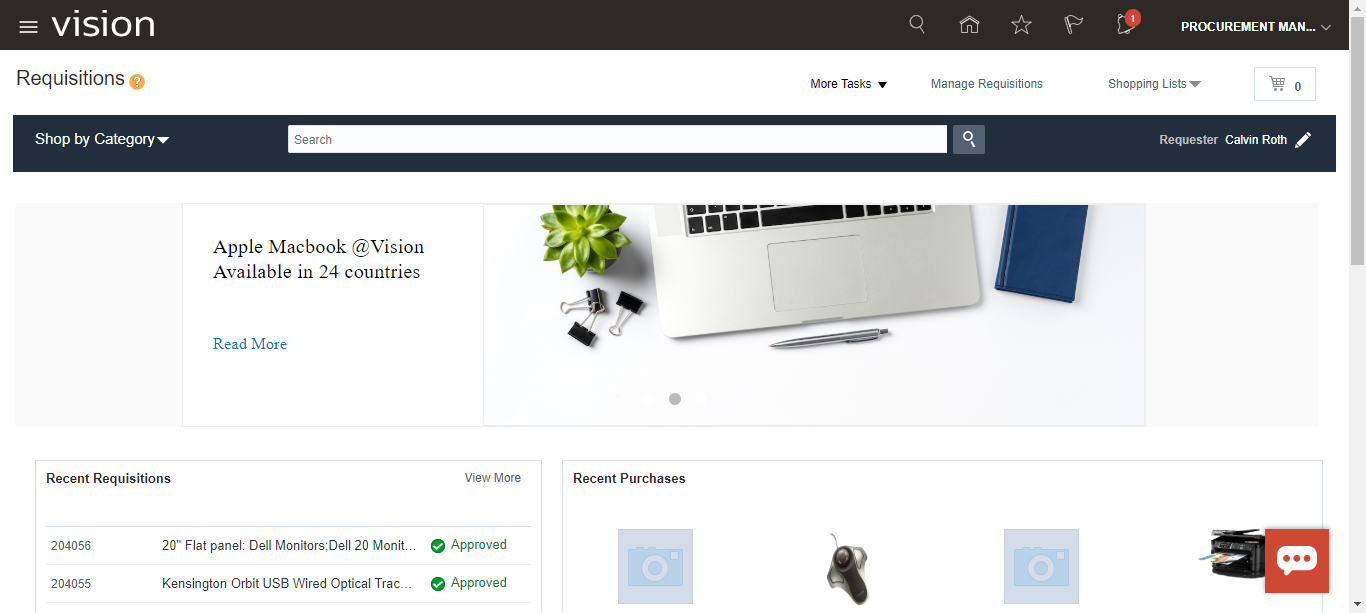 vision
1
PROCUREMENT MAN...
Requisitions ?
More Tasks
Manage Requisitions
Shopping Lists
0
Shop by Category
Search
Requester Calvin Roth
Apple Macbook @Vision
Available in 24 countries
Read More
Recent Requisitions
View More
204056 20" Flat panel: Dell Monitors;Dell 20 Monit... Approved
204055 Kensington Orbit USB Wired Optical Trac... Approved
Recent Purchases